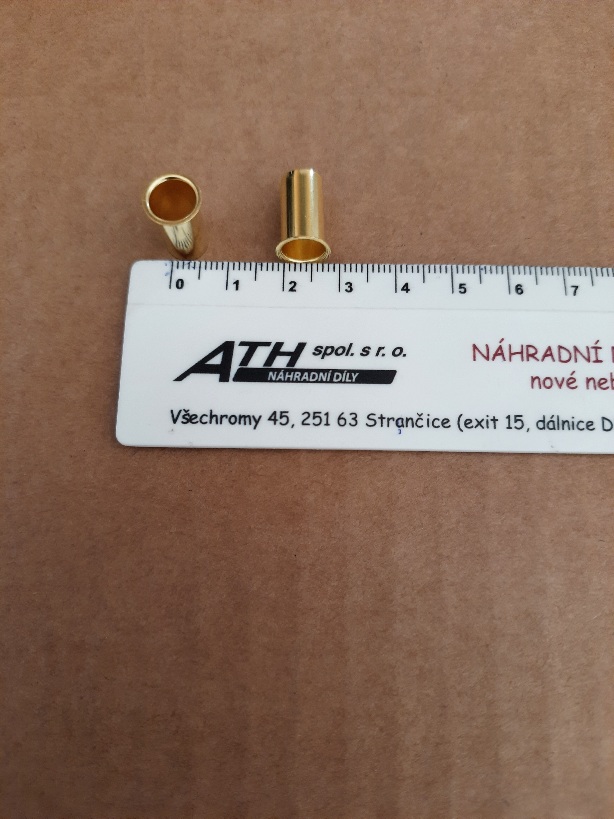 0 1 2 3 4 5 6 7
ATH spol. s r. o.
NÁHRADNÍ DÍLY
NÁHRADNÍ
nové
Všechromy 45, 251 63 Strančice (exit 15, dálnice D